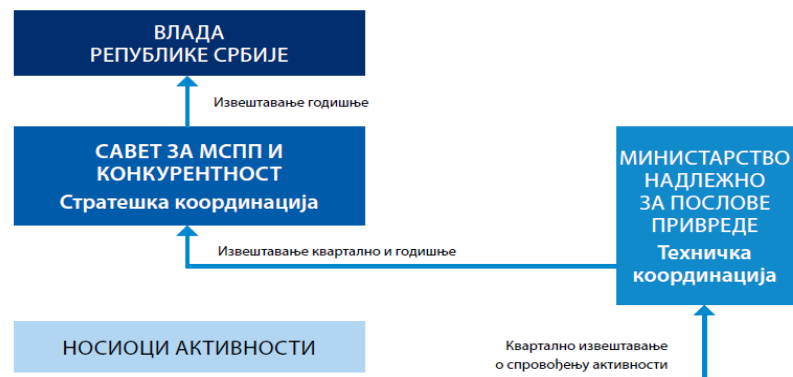 ВЛАДА
РЕПУБЛИКЕ СРБИЈЕ
Извештавање годишње
САВЕТ ЗА МСПП И
КОНКУРЕНТНОСТ
Стратешка координација
МИНИСТАРСТВО
НАДЛЕЖНО
ЗА ПОСЛОВЕ
ПРИВРЕДЕ
Техничка
координација
Извештавање квартално и годишње
НОСИОЦИ АКТИВНОСТИ
Квартално извештавање
о спровођењу активности